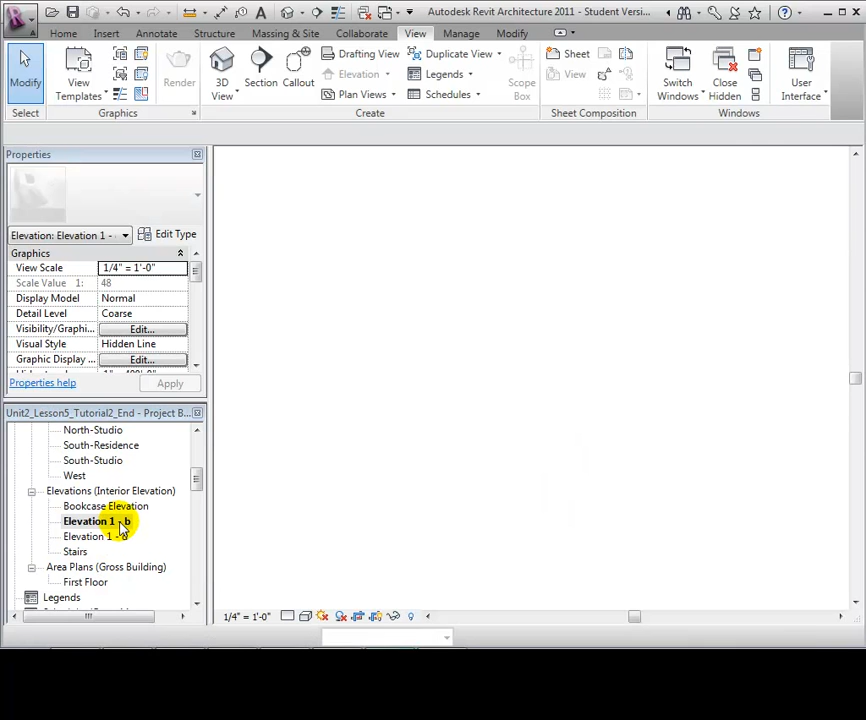 Autodesk Revit Architecture 2011 - Student Versi...
Home Insert Annotate Structure Massing & Site Collaborate View Manage Modify
Modify
View Templates
Render
3D View
Section
Callout
Drafting View
Elevation
Plan Views
Duplicate View
Legends
Schedules
Scope Box
Sheet
View
Switch Windows
Close Hidden
User Interface
Select Graphics Create Sheet Composition Windows
Properties
Elevation: Elevation 1 - Edit Type
Graphics
View Scale 1/4" = 1'-0"
Scale Value 1: 48
Display Model Normal
Detail Level Coarse
Visibility/Graphi... Edit...
Visual Style Hidden Line
Graphic Display ... Edit...
Properties help Apply
Unit2_Lesson5_Tutorial2_End - Project B...
North-Studio
South-Residence
South-Studio
West
Elevations (Interior Elevation)
Bookcase Elevation
Elevation 1 - b
Elevation 1 - d
Stairs
Area Plans (Gross Building)
First Floor
Legends
1/4" = 1'-0"